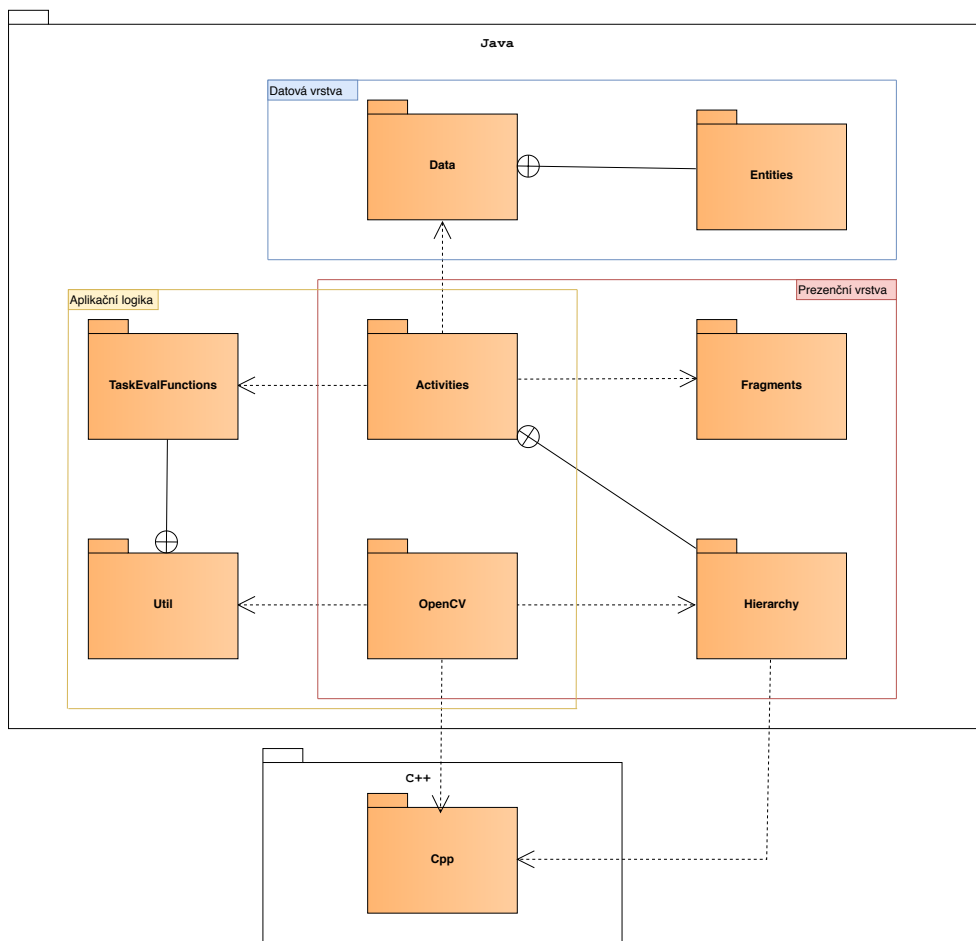 Java
Datová vrstva
Data
Entities
Aplikační logika
Prezenční vrstva
TaskEvalFunctions
Activities
Fragments
Util
OpenCV
Hierarchy
C++
Cpp